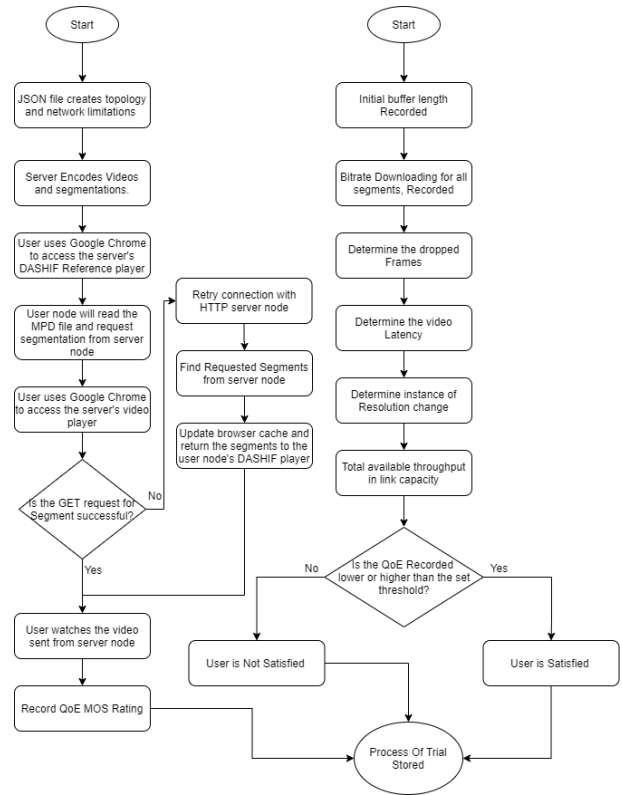 Start
JSON file creates topology
and network limitations
Server Encodes Videos
and segmentations.
User uses Google Chrome
to access the server's
DASHIF Reference player
User node will read the
MPD file and request
segmentation from server
node
User uses Google Chrome
to access the server's video
player
Is the GET request for
Segment successful?
No
Yes
Retry connection with
HTTP server node
Find Requested Segments
from server node
Update browser cache and
return the segments to the
user node's DASHIF player
User watches the video
sent from server node
Record QoE MOS Rating
Start
Initial buffer length
Recorded
Bitrate Downloading for all
segments, Recorded
Determine the dropped
Frames
Determine the video
Latency
Determine instance of
Resolution change
Total available throughput
in link capacity
Is the QoE Recorded
lower or higher than the set
threshold?
No
Yes
User is Not Satisfied
User is Satisfied
Process Of Trial
Stored